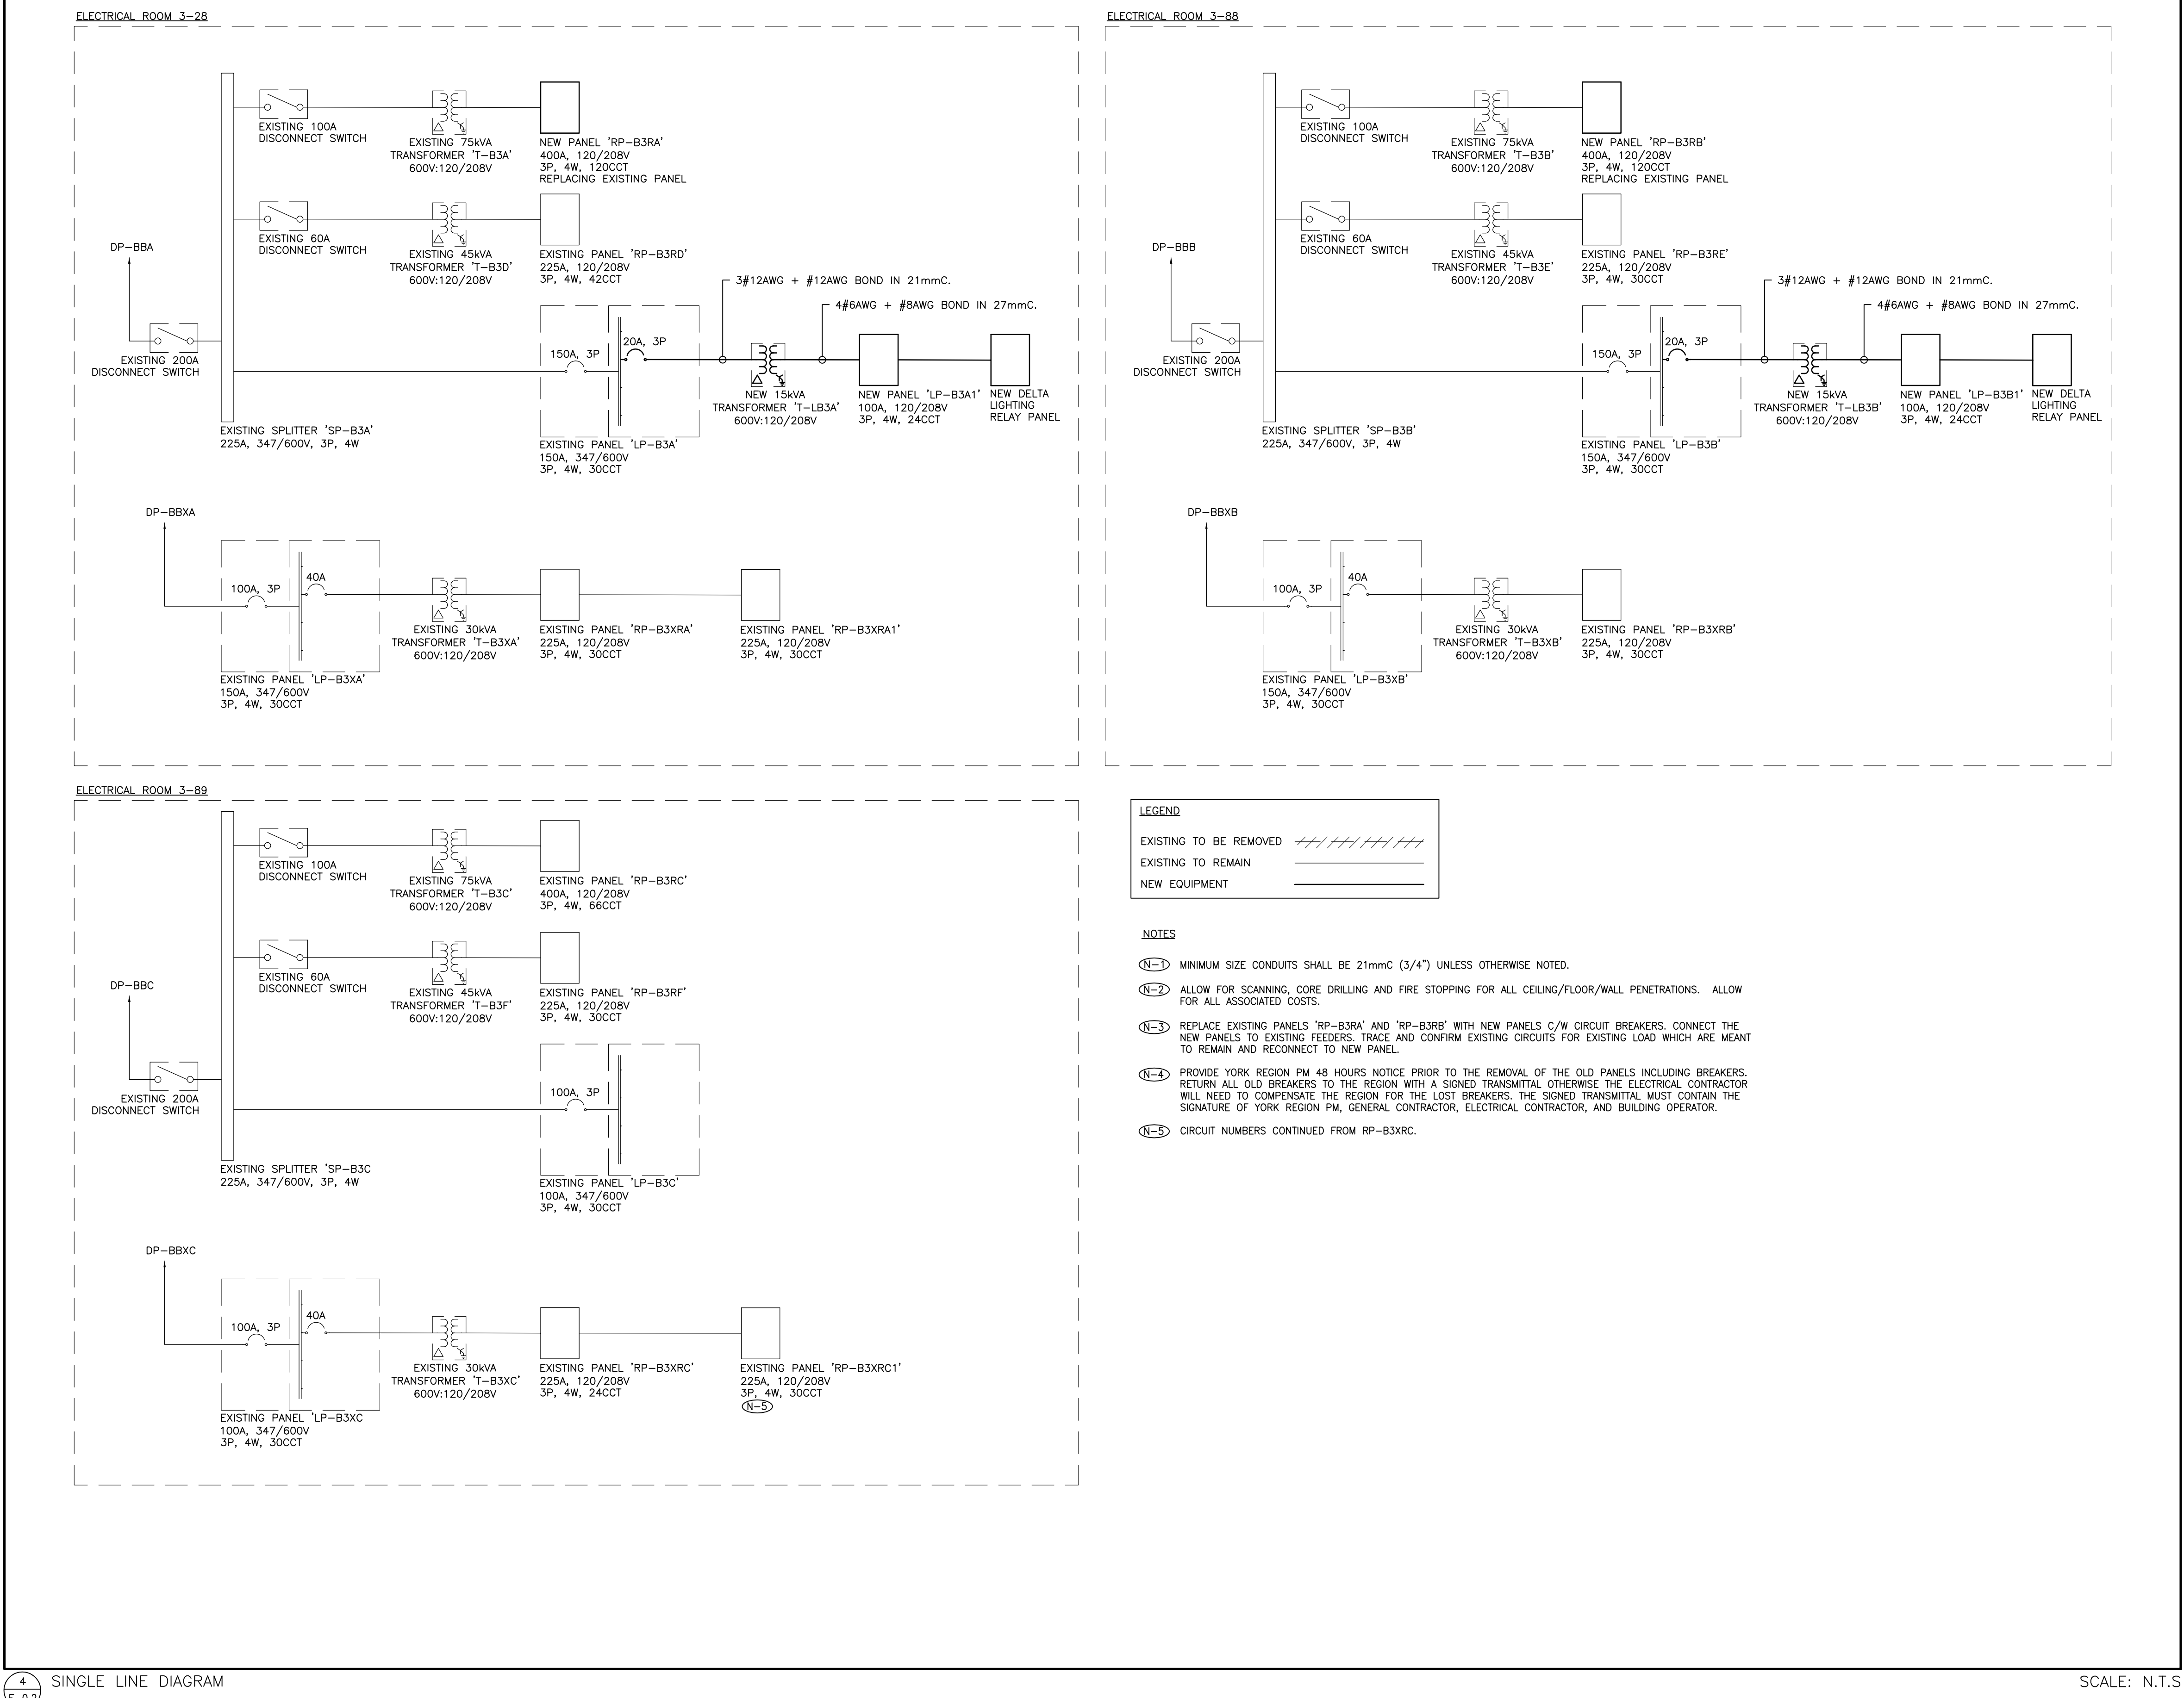 ELECTRICAL ROOM 3-28
EXISTING 100A
DISCONNECT SWITCH
EXISTING 75kVA
TRANSFORMER 'T-B3A'
600V:120/208V
NEW PANEL 'RP-B3RA'
400A, 120/208V
3P, 4W, 120CCT
REPLACING EXISTING PANEL
EXISTING 60A
DISCONNECT SWITCH
EXISTING 45kVA
TRANSFORMER 'T-B3D'
600V:120/208V
EXISTING PANEL 'RP-B3RD'
225A, 120/208V
3P, 4W, 42CCT
DP-BBA
EXISTING 200A
DISCONNECT SWITCH
3#12AWG + #12AWG BOND IN 21mmC.
4#6AWG + #8AWG BOND IN 27mmC.
150A, 3P
20A, 3P
NEW 15kVA
TRANSFORMER 'T-LB3A'
600V:120/208V
NEW PANEL 'LP-B3A1'
100A, 120/208V
3P, 4W, 24CCT
NEW DELTA
LIGHTING
RELAY PANEL
EXISTING SPLITTER 'SP-B3A'
225A, 347/600V, 3P, 4W
EXISTING PANEL 'LP-B3A'
150A, 347/600V
3P, 4W, 30CCT
DP-BBXA
100A, 3P
40A
EXISTING 30kVA
TRANSFORMER 'T-B3XA'
600V:120/208V
EXISTING PANEL 'RP-B3XRA'
225A, 120/208V
3P, 4W, 30CCT
EXISTING PANEL 'RP-B3XRA1'
225A, 120/208V
3P, 4W, 30CCT
EXISTING PANEL 'LP-B3XA'
150A, 347/600V
3P, 4W, 30CCT
ELECTRICAL ROOM 3-88
EXISTING 100A
DISCONNECT SWITCH
EXISTING 75kVA
TRANSFORMER 'T-B3B'
600V:120/208V
NEW PANEL 'RP-B3RB'
400A, 120/208V
3P, 4W, 120CCT
REPLACING EXISTING PANEL
EXISTING 60A
DISCONNECT SWITCH
EXISTING 45kVA
TRANSFORMER 'T-B3E'
600V:120/208V
EXISTING PANEL 'RP-B3RE'
225A, 120/208V
3P, 4W, 30CCT
DP-BBB
EXISTING 200A
DISCONNECT SWITCH
3#12AWG + #12AWG BOND IN 21mmC.
4#6AWG + #8AWG BOND IN 27mmC.
150A, 3P
20A, 3P
NEW 15kVA
TRANSFORMER 'T-LB3B'
600V:120/208V
NEW PANEL 'LP-B3B1'
100A, 120/208V
3P, 4W, 24CCT
NEW DELTA
LIGHTING
RELAY PANEL
EXISTING SPLITTER 'SP-B3B'
225A, 347/600V, 3P, 4W
EXISTING PANEL 'LP-B3B'
150A, 347/600V
3P, 4W, 30CCT
DP-BBXB
100A, 3P
40A
EXISTING 30kVA
TRANSFORMER 'T-B3XB'
600V:120/208V
EXISTING PANEL 'RP-B3XRB'
225A, 120/208V
3P, 4W, 30CCT
EXISTING PANEL 'LP-B3XB'
150A, 347/600V
3P, 4W, 30CCT
ELECTRICAL ROOM 3-89
EXISTING 100A
DISCONNECT SWITCH
EXISTING 75kVA
TRANSFORMER 'T-B3C'
600V:120/208V
EXISTING PANEL 'RP-B3RC'
400A, 120/208V
3P, 4W, 66CCT
EXISTING 60A
DISCONNECT SWITCH
EXISTING 45kVA
TRANSFORMER 'T-B3F'
600V:120/208V
EXISTING PANEL 'RP-B3RF'
225A, 120/208V
3P, 4W, 30CCT
DP-BBC
EXISTING 200A
DISCONNECT SWITCH
100A, 3P
EXISTING SPLITTER 'SP-B3C
225A, 347/600V, 3P, 4W
EXISTING PANEL 'LP-B3C'
100A, 347/600V
3P, 4W, 30CCT
DP-BBXC
100A, 3P
40A
EXISTING 30kVA
TRANSFORMER 'T-B3XC'
600V:120/208V
EXISTING PANEL 'RP-B3XRC'
225A, 120/208V
3P, 4W, 24CCT
EXISTING PANEL 'RP-B3XRC1'
225A, 120/208V
3P, 4W, 30CCT
N-5
EXISTING PANEL 'LP-B3XC
100A, 347/600V
3P, 4W, 30CCT
LEGEND
EXISTING TO BE REMOVED
EXISTING TO REMAIN
NEW EQUIPMENT
NOTES
N-1 MINIMUM SIZE CONDUITS SHALL BE 21mmC (3/4") UNLESS OTHERWISE NOTED.
N-2 ALLOW FOR SCANNING, CORE DRILLING AND FIRE STOPPING FOR ALL CEILING/FLOOR/WALL PENETRATIONS. ALLOW
FOR ALL ASSOCIATED COSTS.
N-3 REPLACE EXISTING PANELS 'RP-B3RA' AND 'RP-B3RB' WITH NEW PANELS C/W CIRCUIT BREAKERS. CONNECT THE
NEW PANELS TO EXISTING FEEDERS. TRACE AND CONFIRM EXISTING CIRCUITS FOR EXISTING LOAD WHICH ARE MEANT
TO REMAIN AND RECONNECT TO NEW PANEL.
N-4 PROVIDE YORK REGION PM 48 HOURS NOTICE PRIOR TO THE REMOVAL OF THE OLD PANELS INCLUDING BREAKERS.
RETURN ALL OLD BREAKERS TO THE REGION WITH A SIGNED TRANSMITTAL OTHERWISE THE ELECTRICAL CONTRACTOR
WILL NEED TO COMPENSATE THE REGION FOR THE LOST BREAKERS. THE SIGNED TRANSMITTAL MUST CONTAIN THE
SIGNATURE OF YORK REGION PM, GENERAL CONTRACTOR, ELECTRICAL CONTRACTOR, AND BUILDING OPERATOR.
N-5 CIRCUIT NUMBERS CONTINUED FROM RP-B3XRC.
4
SINGLE LINE DIAGRAM
SCALE: N.T.S